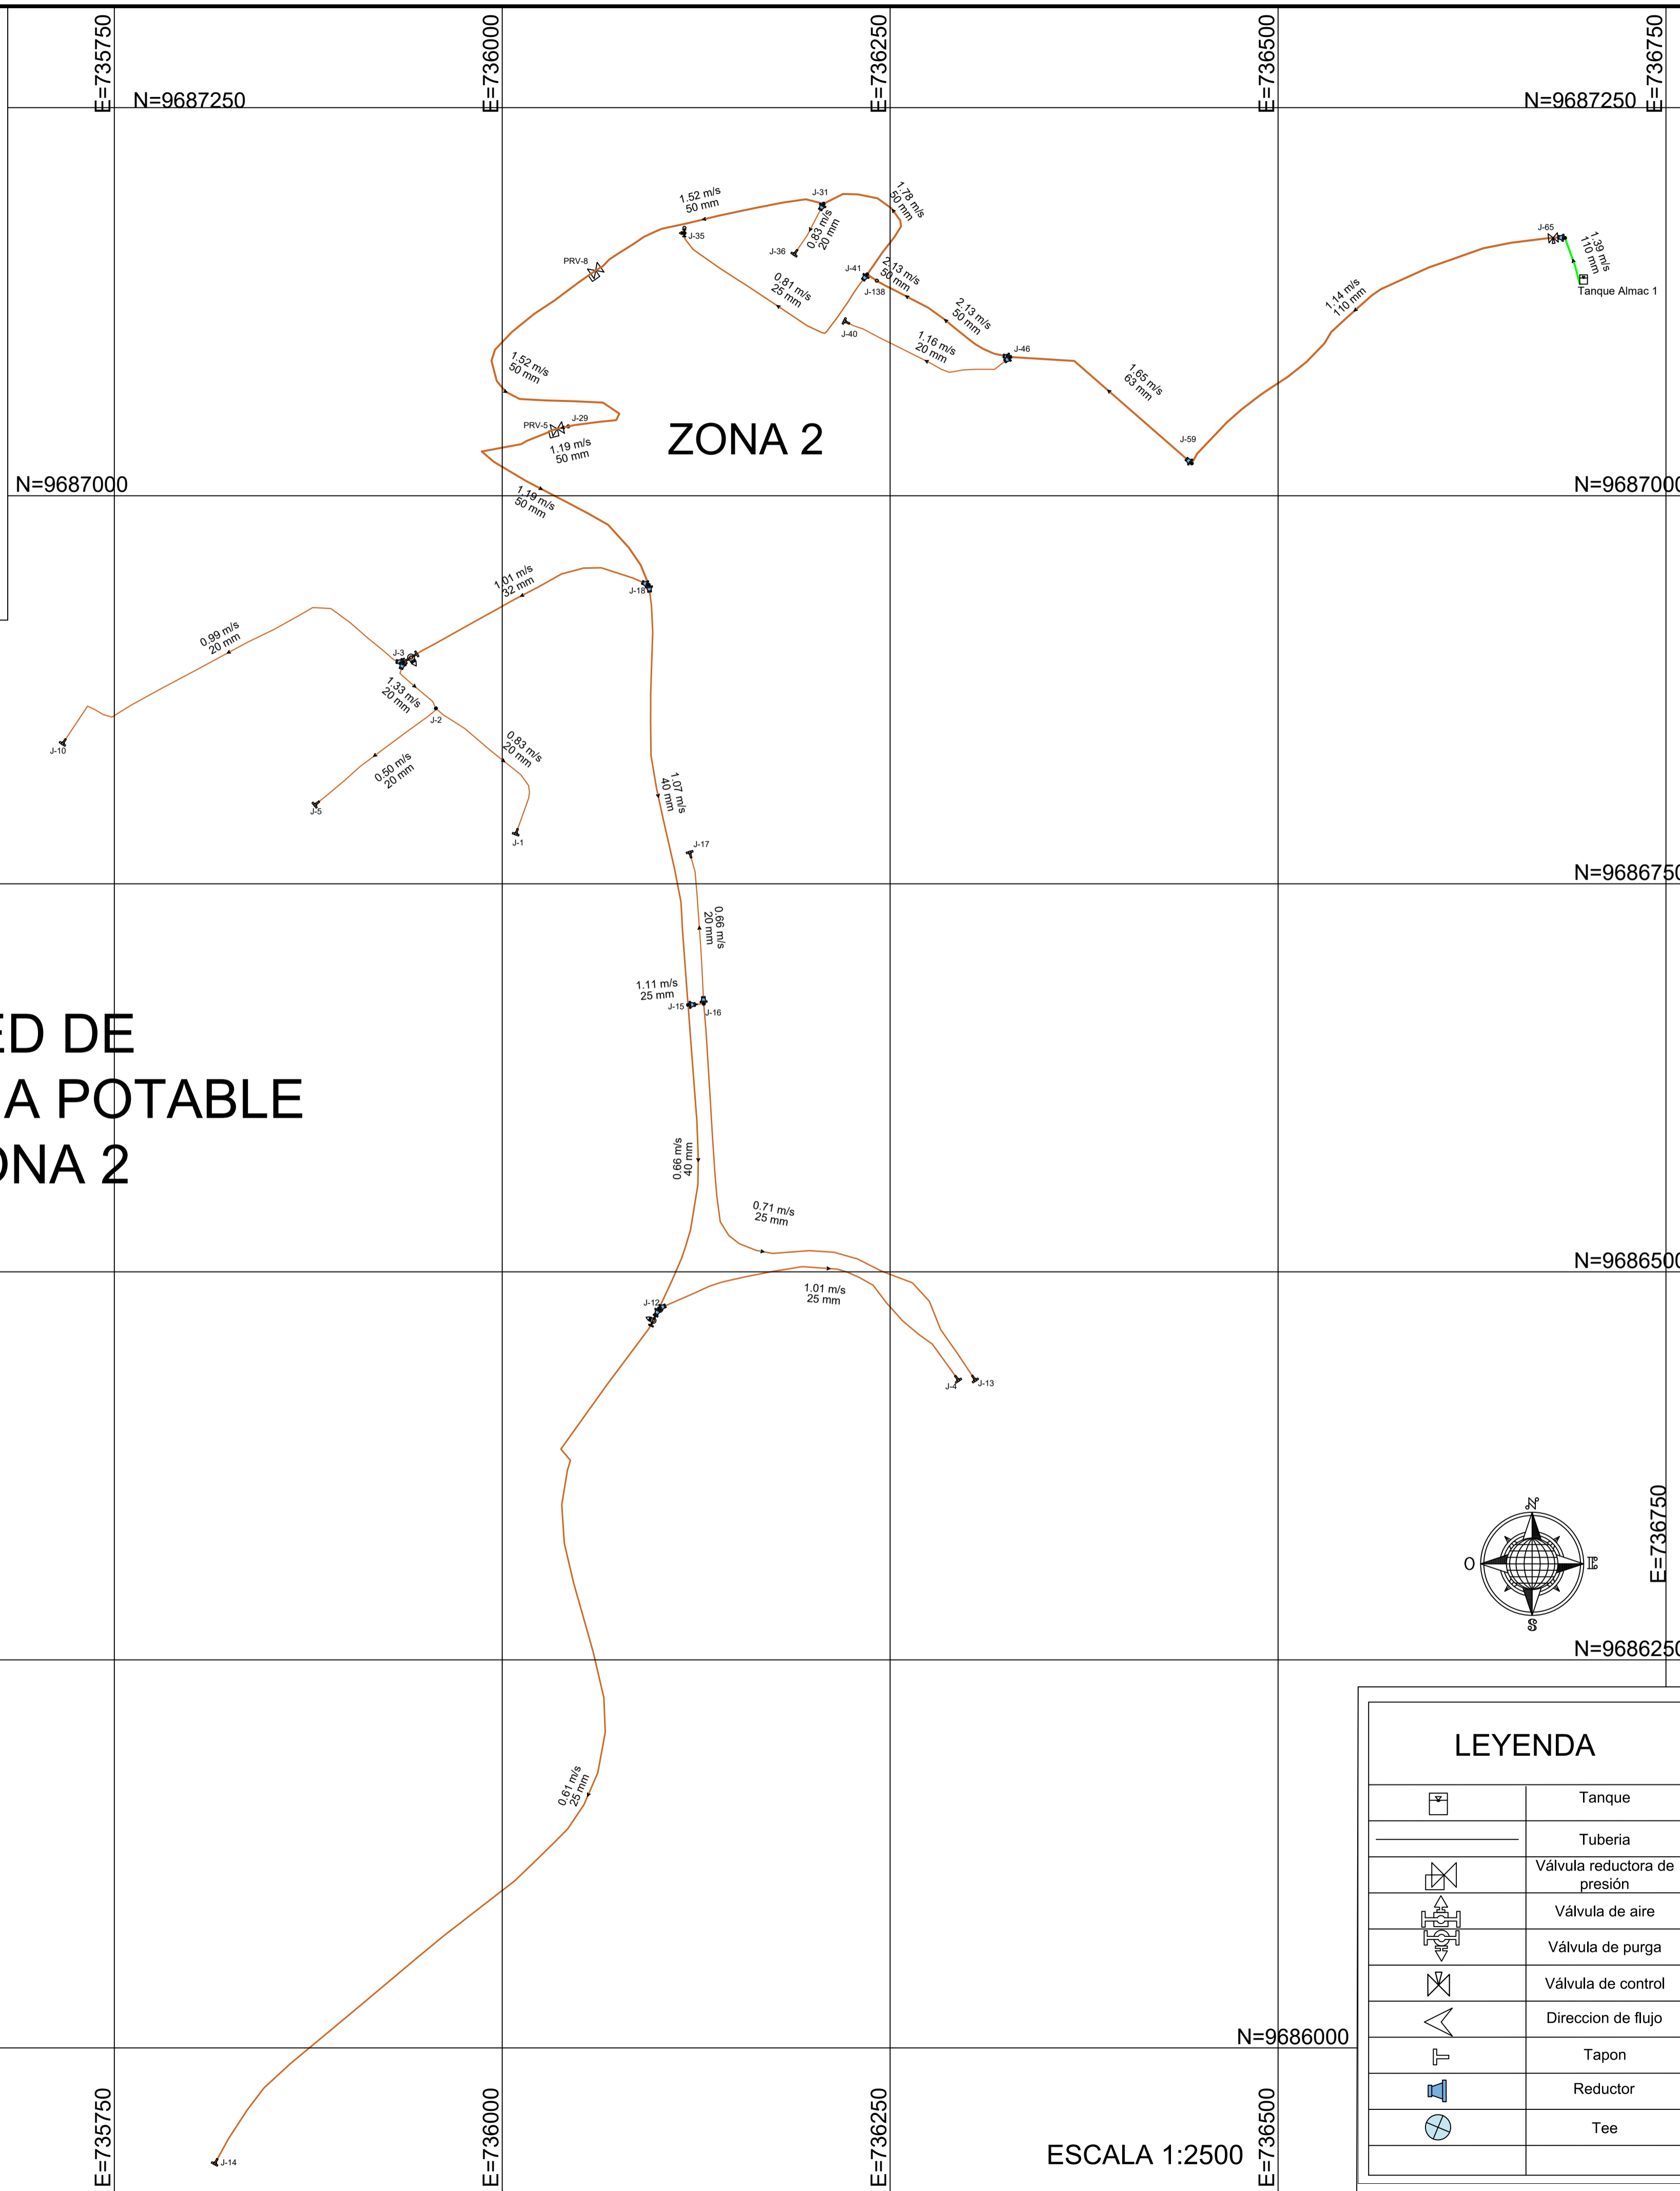 E=735750
E=736000
E=736250
E=736500
E=736750
N=9687250
N=9687250
1.52 m/s
50 mm
J-31
1.78 m/s
50 mm
0.83 m/s
20 mm
J-35
J-36
PRV-8
J-41
2.13 m/s
50 mm
J-138
0.81 m/s
25 mm
J-65
1.39 m/s
110 mm
Tanque Almac 1
1.14 m/s
110 mm
2.13 m/s
50 mm
J-40
1.16 m/s
20 mm
J-46
1.52 m/s
50 mm
1.65 m/s
63 mm
J-29
PRV-5
1.19 m/s
50 mm
ZONA 2
J-59
N=9687000
N=9687000
1.19 m/s
50 mm
1.01 m/s
32 mm
J-18
0.99 m/s
20 mm
J-3
1.33 m/s
20 mm
J-2
J-10
0.83 m/s
20 mm
0.50 m/s
20 mm
J-5
J-1
1.07 m/s
40 mm
J-17
N=9686750
0.66 m/s
20 mm
1.11 m/s
25 mm
J-15
J-16
ED DE
A POTABLE
ONA 2
0.66 m/s
40 mm
0.71 m/s
25 mm
N=9686500
1.01 m/s
25 mm
J-12
J-4
J-13
E=736750
N
O
E
S
N=9686250
LEYENDA
Tanque
Tuberia
Válvula reductora de
presión
Válvula de aire
Válvula de purga
Válvula de control
Direccion de flujo
Tapon
Reductor
Tee
0.61 m/s
25 mm
N=9686000
J-14
E=735750
E=736000
E=736250
ESCALA 1:2500
E=736500